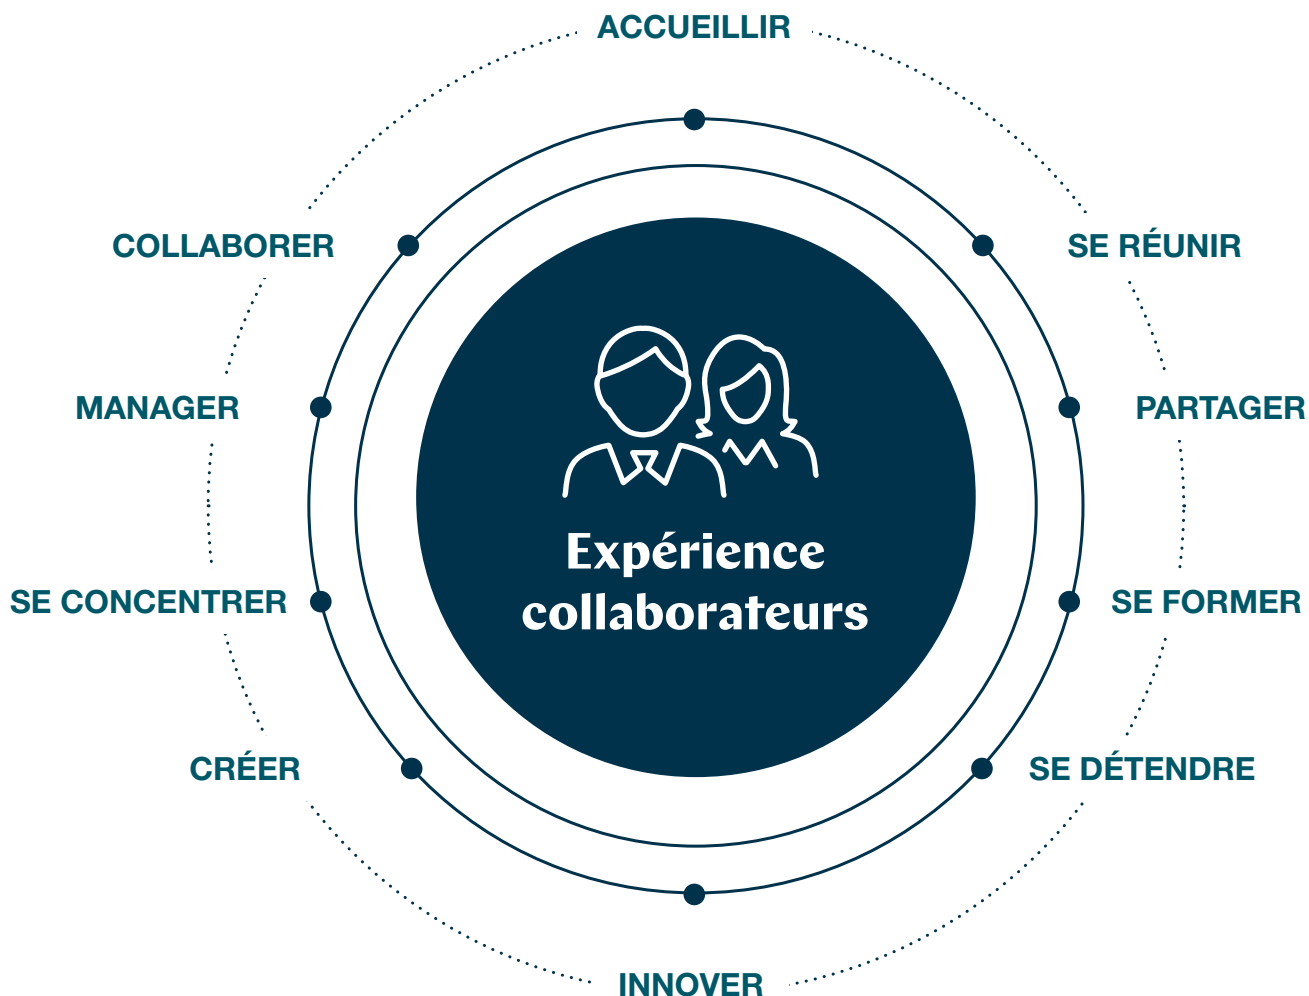 ACCUEILLIR
COLLABORER
SE RÉUNIR
MANAGER
PARTAGER
Expérience
collaborateurs
SE CONCENTRER
SE FORMER
CRÉER
SE DÉTENDRE
INNOVER